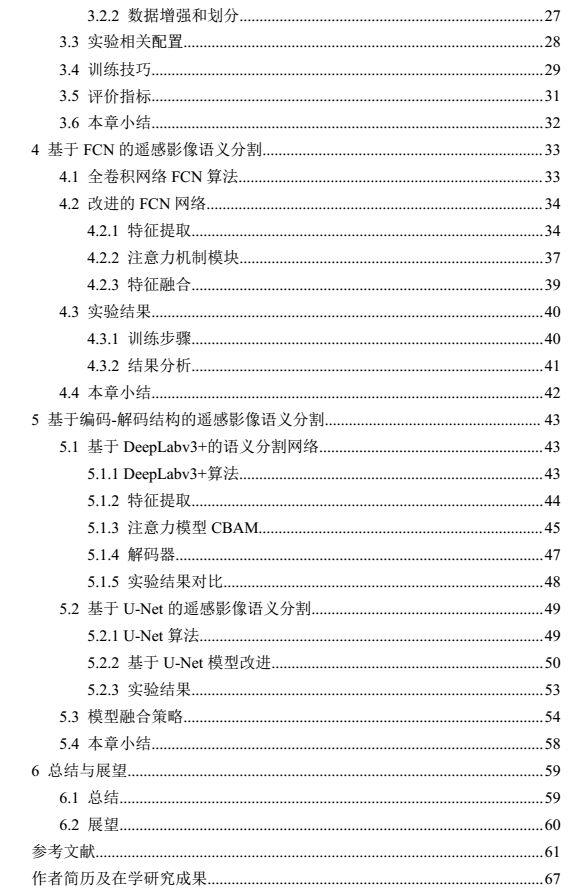 3.2.2 数据增强和划分......27
3.3 实验相关配置......28
3.4 训练技巧......29
3.5 评价指标......31
3.6 本章小结......32
4 基于 FCN 的遥感影像语义分割......33
4.1 全卷积网络 FCN 算法......33
4.2 改进的 FCN 网络......34
4.2.1 特征提取......34
4.2.2 注意力机制模块......37
4.2.3 特征融合......39
4.3 实验结果......40
4.3.1 训练步骤......40
4.3.2 结果分析......41
4.4 本章小结......42
5 基于编码-解码结构的遥感影像语义分割......43
5.1 基于 DeepLabv3+的语义分割网络......43
5.1.1 DeepLabv3+算法......43
5.1.2 特征提取......44
5.1.3 注意力模型 CBAM......45
5.1.4 解码器......47
5.1.5 实验结果对比......48
5.2 基于 U-Net 的遥感影像语义分割......49
5.2.1 U-Net 算法......49
5.2.2 基于 U-Net 模型改进......50
5.2.3 实验结果......53
5.3 模型融合策略......54
5.4 本章小结......58
6 总结与展望......59
6.1 总结......59
6.2 展望......60
参考文献......61
作者简历及在学研究成果......67